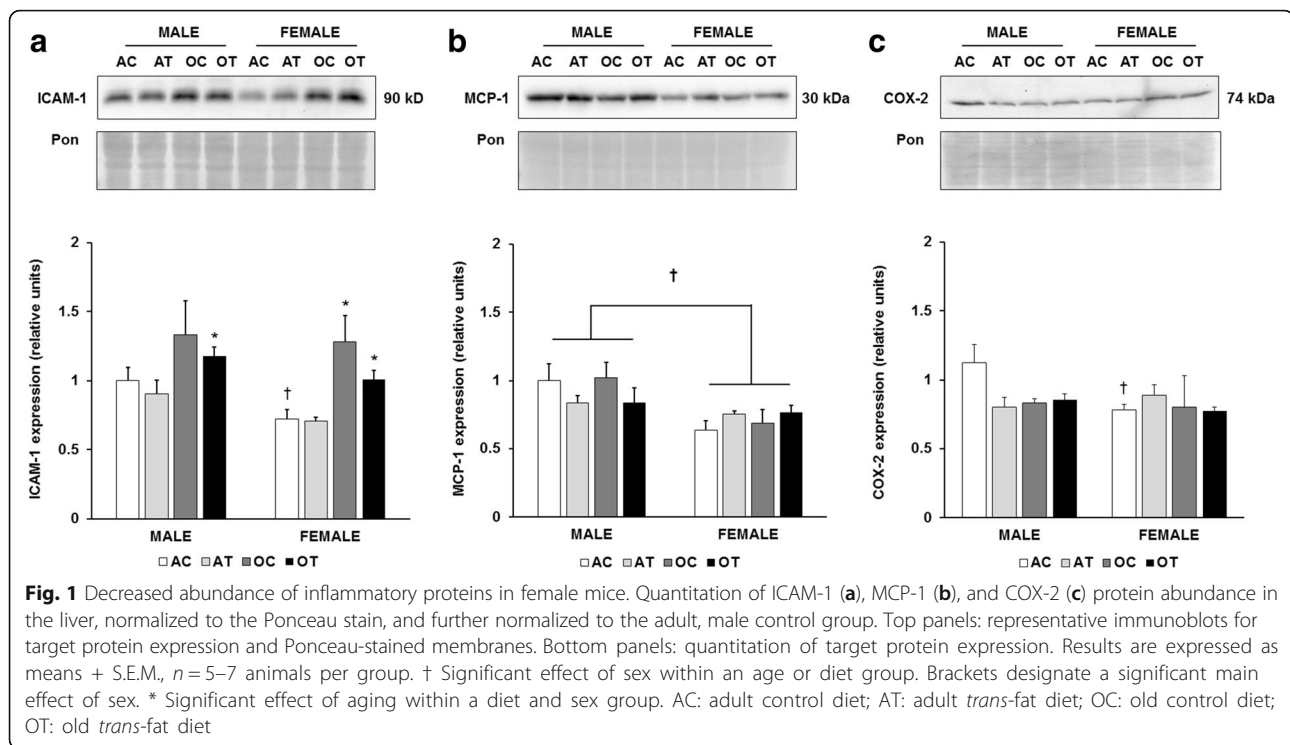 a
MALE FEMALE
AC AT OC OT AC AT OC OT
ICAM-1 90 kD
Pon
2
1.5
1
0.5
0
ICAM-1 expression (relative units)
*
†
*
*
MALE FEMALE
AC AT OC OT
b
MALE FEMALE
AC AT OC OT AC AT OC OT
MCP-1 30 kDa
Pon
2
1.5
1
0.5
0
MCP-1 expression (relative units)
†
MALE FEMALE
AC AT OC OT
c
MALE FEMALE
AC AT OC OT AC AT OC OT
COX-2 74 kDa
Pon
2
1.5
1
0.5
0
COX-2 expression (relative units)
†
MALE FEMALE
AC AT OC OT
Fig. 1 Decreased abundance of inflammatory proteins in female mice. Quantitation of ICAM-1 (a), MCP-1 (b), and COX-2 (c) protein abundance in
the liver, normalized to the Ponceau stain, and further normalized to the adult, male control group. Top panels: representative immunoblots for
target protein expression and Ponceau-stained membranes. Bottom panels: quantitation of target protein expression. Results are expressed as
means + S.E.M., n = 5–7 animals per group. † Significant effect of sex within an age or diet group. Brackets designate a significant main
effect of sex. * Significant effect of aging within a diet and sex group. AC: adult control diet; AT: adult trans-fat diet; OC: old control diet;
OT: old trans-fat diet